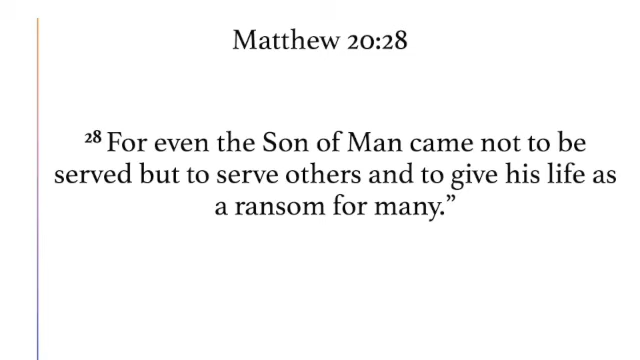 Matthew 20:28
28 For even the Son of Man came not to be
served but to serve others and to give his life as
a ransom for many.”